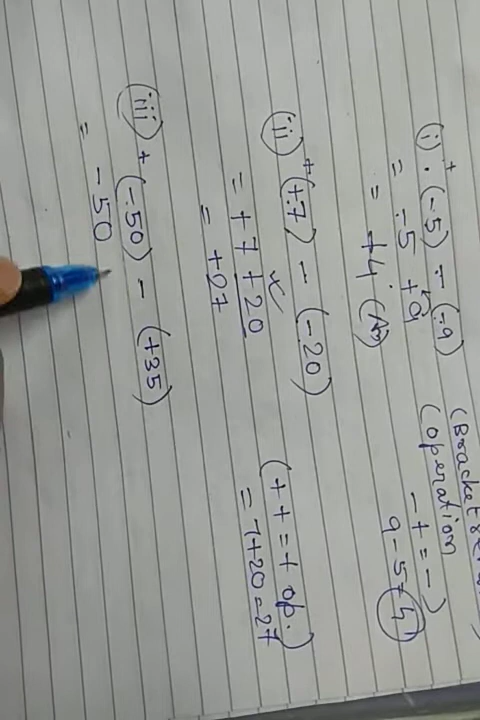 (Bracket
(operation
i) + (-5) - (-9)
= -5 + 9
- + = -)
9 - 5 = 4
= +4 (An)
ii) + (+7) - (-20)
= + 7 + 20
(+ + = + op.)
= + 27
= 7+20 = 27
iii) + (-50) - (+35)
= - 50